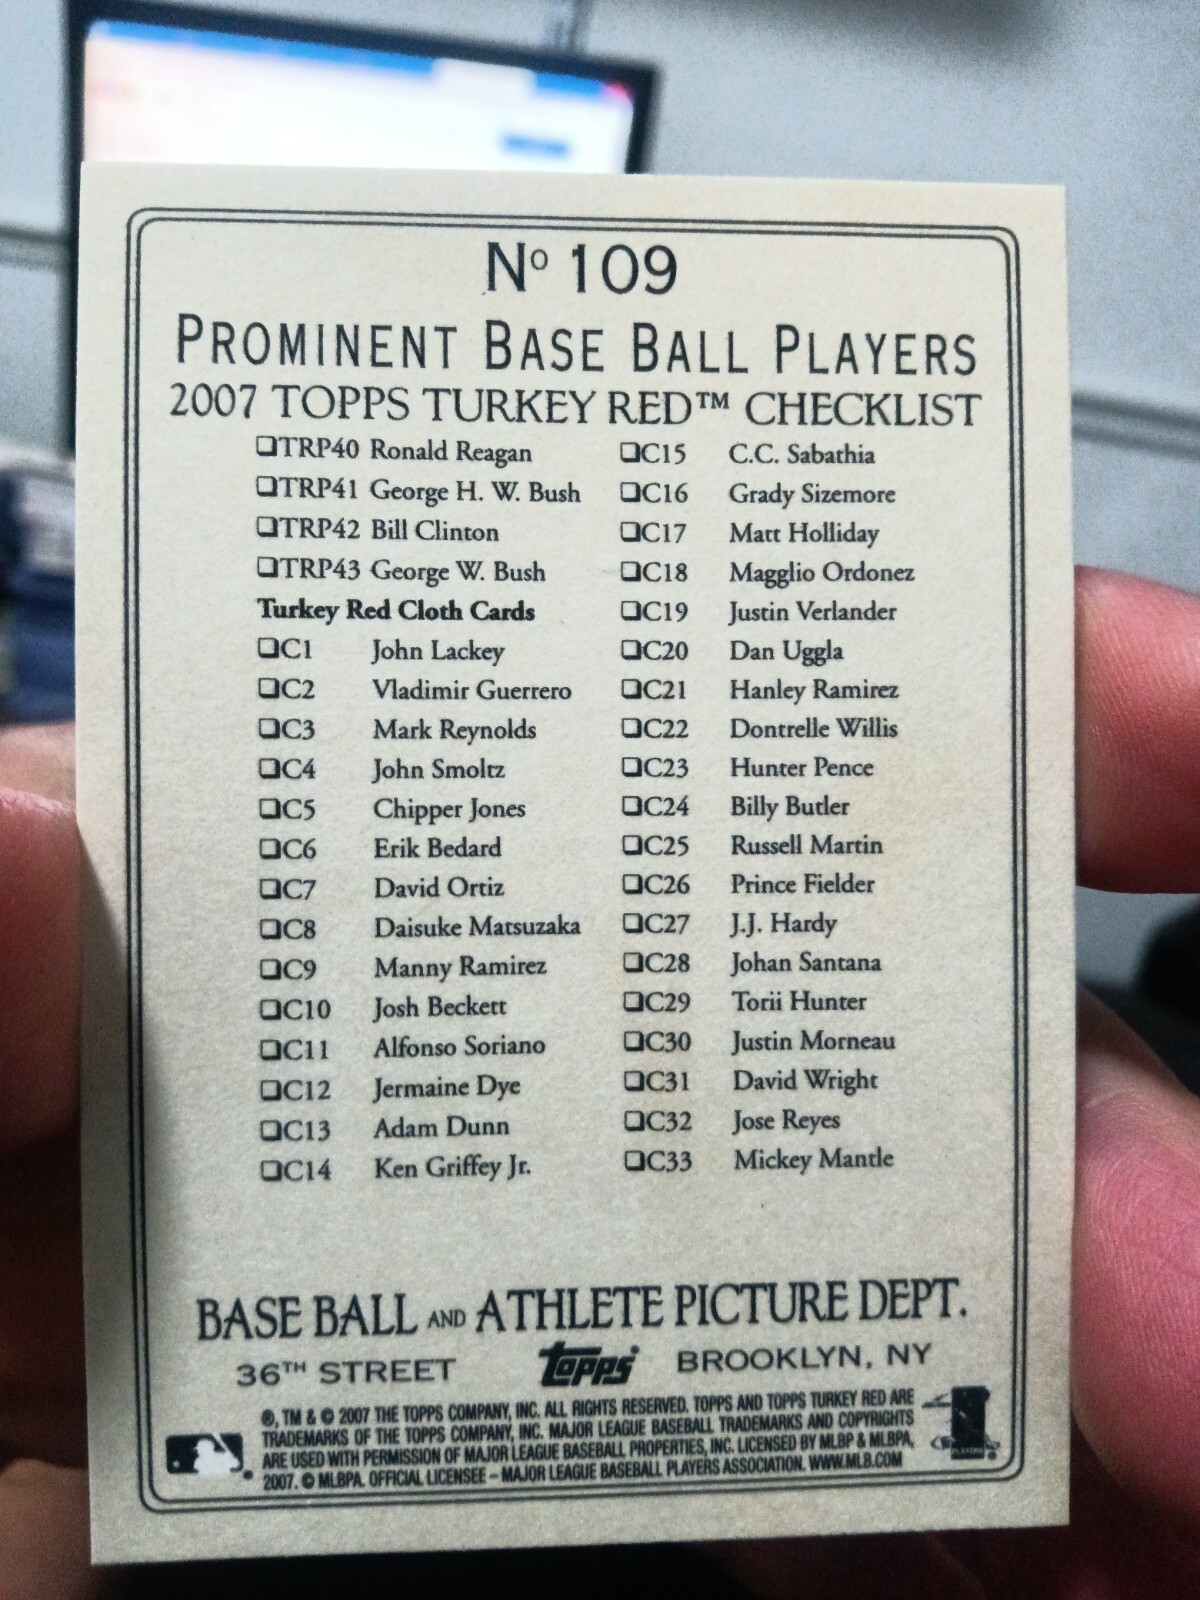 Nº 109
PROMINENT BASE BALL PLAYERS
2007 TOPPS TURKEY RED™ CHECKLIST
❏TRP40 Ronald Reagan
❏TRP41 George H. W. Bush
❏TRP42 Bill Clinton
❏TRP43 George W. Bush
Turkey Red Cloth Cards
❏C1 John Lackey
❏C2 Vladimir Guerrero
❏C3 Mark Reynolds
❏C4 John Smoltz
❏C5 Chipper Jones
❏C6 Erik Bedard
❏C7 David Ortiz
❏C8 Daisuke Matsuzaka
❏C9 Manny Ramirez
❏C10 Josh Beckett
❏C11 Alfonso Soriano
❏C12 Jermaine Dye
❏C13 Adam Dunn
❏C14 Ken Griffey Jr.
❏C15 C.C. Sabathia
❏C16 Grady Sizemore
❏C17 Matt Holliday
❏C18 Magglio Ordonez
❏C19 Justin Verlander
❏C20 Dan Uggla
❏C21 Hanley Ramirez
❏C22 Dontrelle Willis
❏C23 Hunter Pence
❏C24 Billy Butler
❏C25 Russell Martin
❏C26 Prince Fielder
❏C27 J.J. Hardy
❏C28 Johan Santana
❏C29 Torii Hunter
❏C30 Justin Morneau
❏C31 David Wright
❏C32 Jose Reyes
❏C33 Mickey Mantle
BASE BALL AND ATHLETE PICTURE DEPT.
36TH STREET topps BROOKLYN, NY
®, TM & © 2007 THE TOPPS COMPANY, INC. ALL RIGHTS RESERVED. TOPPS AND TOPPS TURKEY RED ARE
TRADEMARKS OF THE TOPPS COMPANY, INC. MAJOR LEAGUE BASEBALL TRADEMARKS AND COPYRIGHTS
ARE USED WITH PERMISSION OF MAJOR LEAGUE BASEBALL PROPERTIES, INC. LICENSED BY MLBP & MLBPA,
2007. © MLBPA. OFFICIAL LICENSEE – MAJOR LEAGUE BASEBALL PLAYERS ASSOCIATION. WWW.MLB.COM
PLAYERS